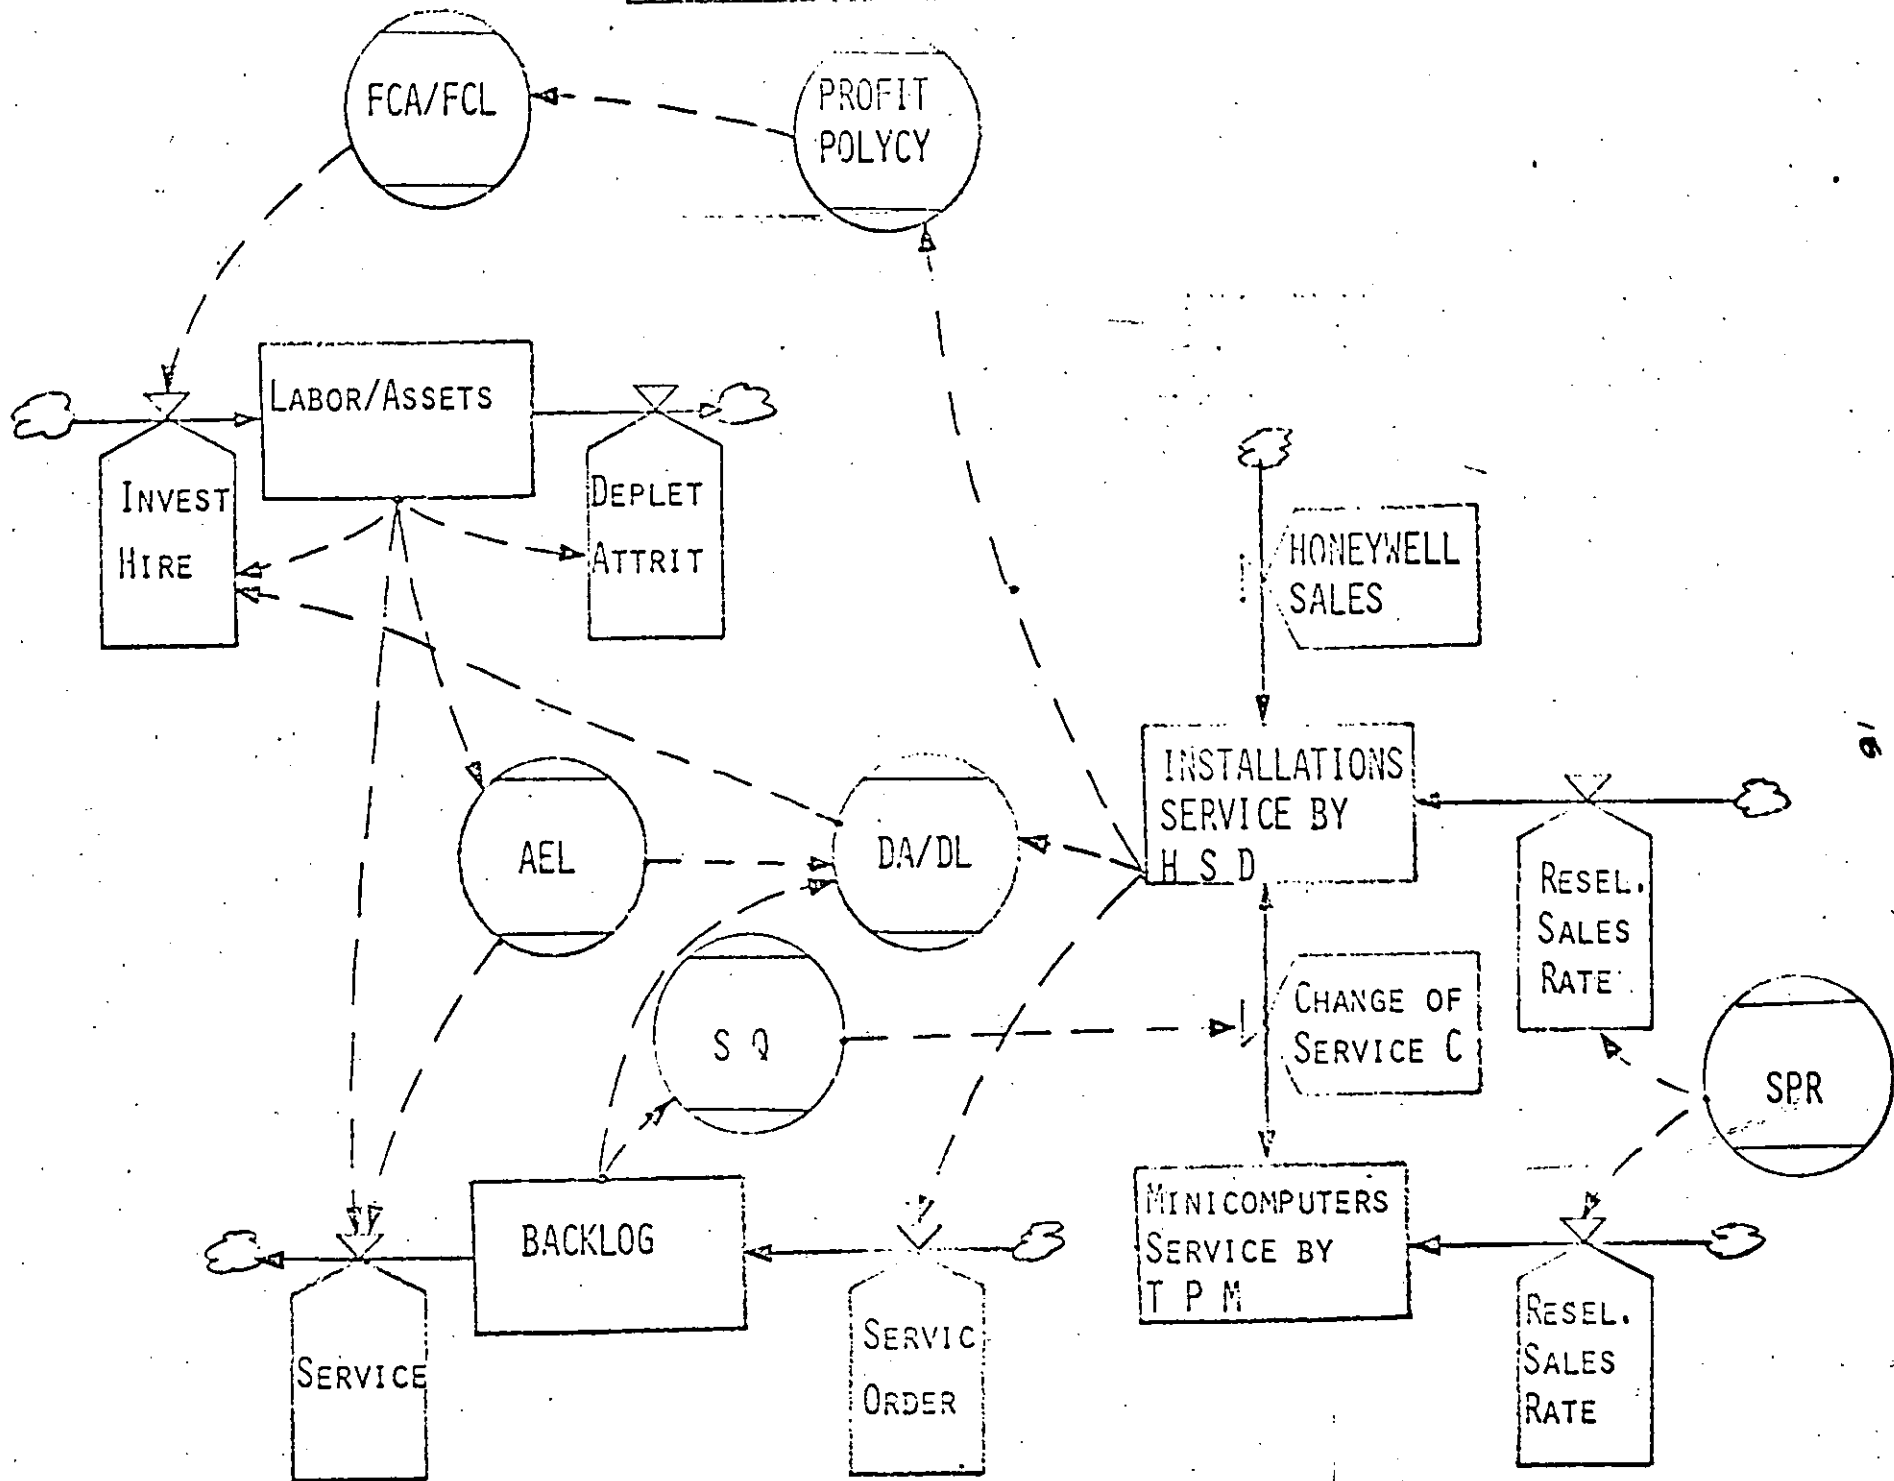 FCA/FCL
PROFIT
POLYCY
LABOR/ASSETS
INVEST
HIRE
DEPLET
ATTRIT
HONEYWELL
SALES
INSTALLATIONS
SERVICE BY
H S D
AEL
DA/DL
RESEL.
SALES
RATE
S Q
CHANGE OF
SERVICE C
SPR
BACKLOG
MINICOMPUTERS
SERVICE BY
T P M
SERVICE
SERVIC
ORDER
RESEL.
SALES
RATE